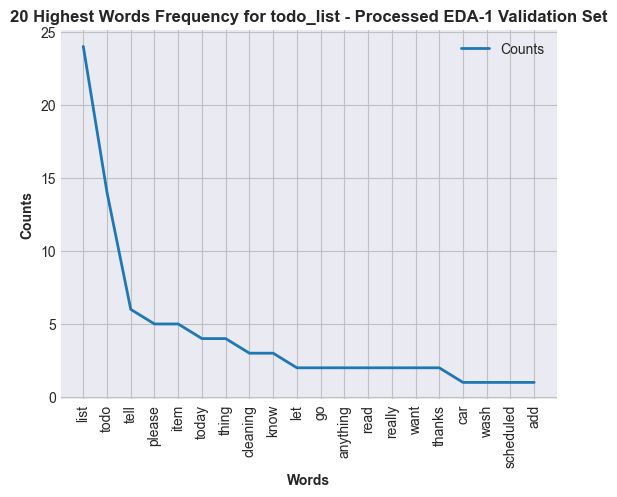 20 Highest Words Frequency for todo_list - Processed EDA-1 Validation Set
Counts
25
20
15
10
5
0
Counts
list
todo
tell
please
item
today
thing
cleaning
know
let
go
anything
read
really
want
thanks
car
wash
scheduled
add
Words